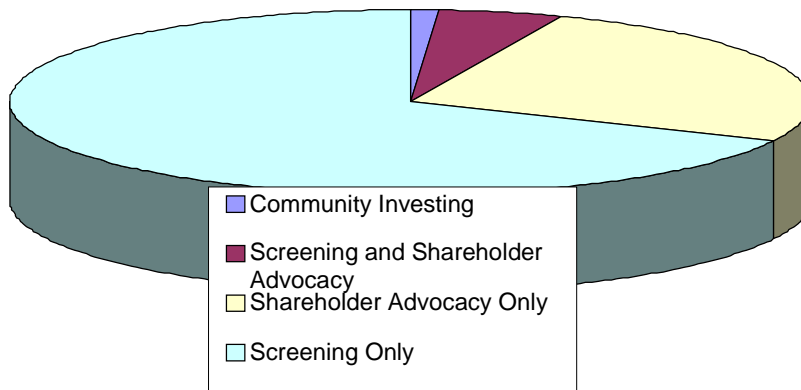 Community Investing
Screening and Shareholder
Advocacy
Shareholder Advocacy Only
Screening Only